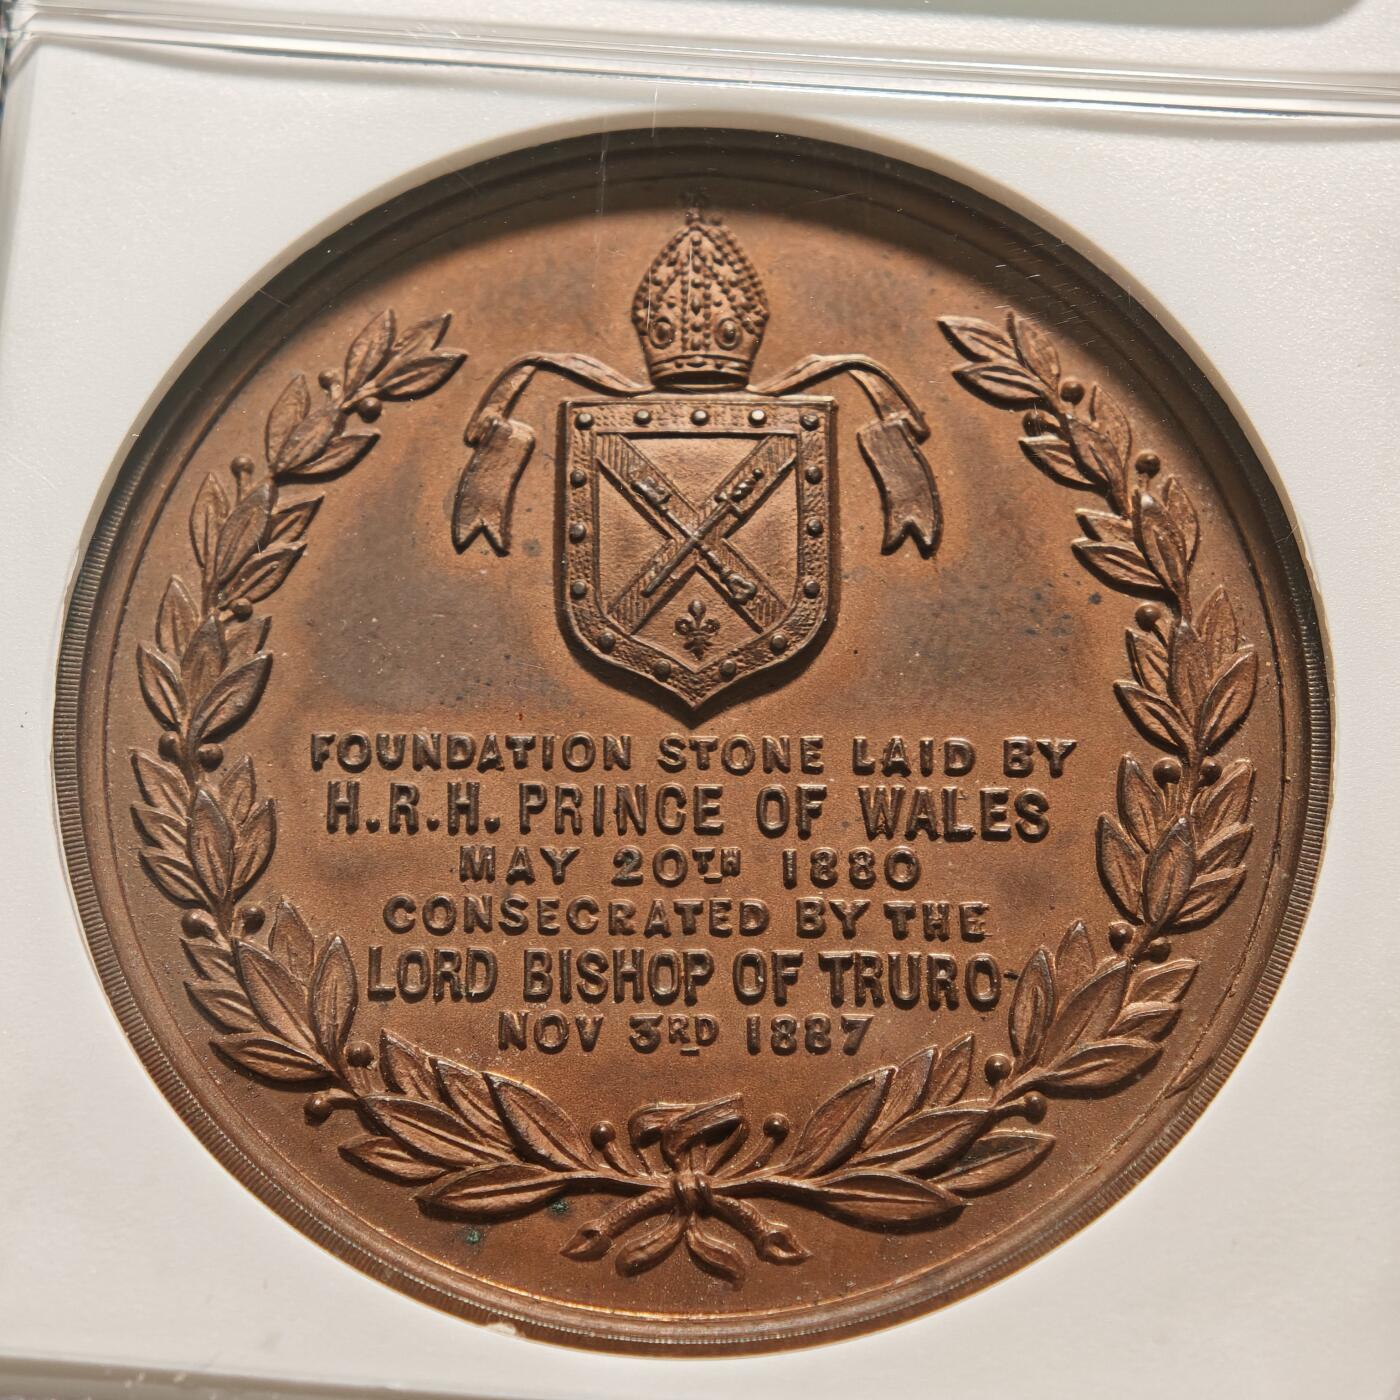 FOUNDATION STONE LAID BY
H.R.H. PRINCE OF WALES
MAY 20TH 1880
CONSECRATED BY THE
LORD BISHOP OF TRURO-
NOV 3RD 1887